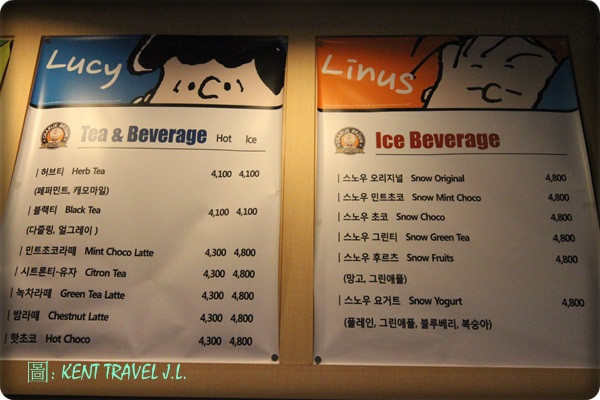 Lucy
Tea & Beverage Hot Ice
| 허브티 Herb Tea 4,100 4,100
(페퍼민트, 캐모마일)
| 블랙티 Black Tea 4,100 4,100
(다즐링, 얼그레이 )
| 민트초코라떼 Mint Choco Latte 4,300 4,800
| 시트론티-유자 Citron Tea 4,300 4,800
| 녹차라떼 Green Tea Latte 4,300 4,800
| 밤라떼 Chestnut Latte 4,300 4,800
| 핫초코 Hot Choco 4,300 4,800
Linus
Ice Beverage
| 스노우 오리지널 Snow Original 4,800
| 스노우 민트초코 Snow Mint Choco 4,800
| 스노우 초코 Snow Choco 4,800
| 스노우 그린티 Snow Green Tea 4,800
| 스노우 후르츠 Snow Fruits 4,800
(망고, 그린애플)
| 스노우 요거트 Snow Yogurt 4,800
(플레인, 그린애플, 블루베리, 복숭아)
圖: KENT TRAVEL J.L.